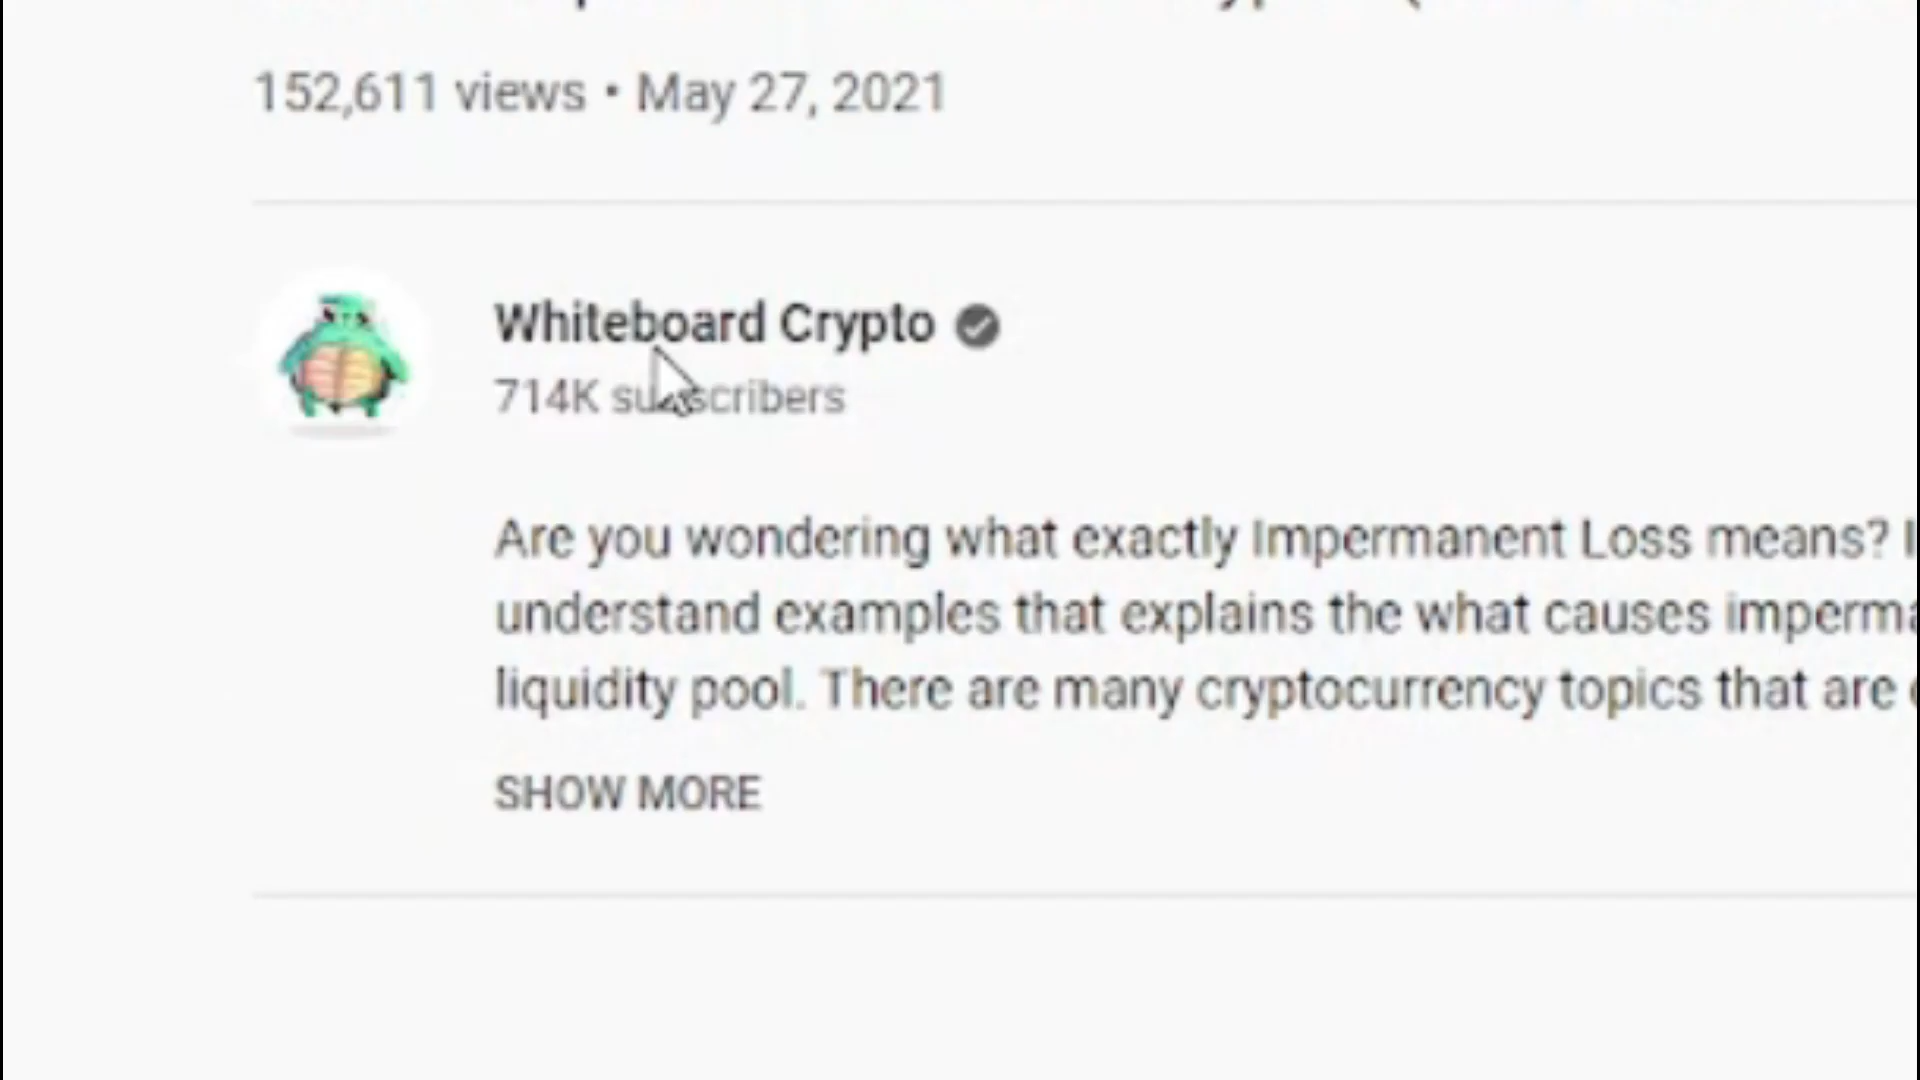 152,611 views • May 27, 2021
Whiteboard Crypto
714K subscribers
Are you wondering what exactly Impermanent Loss means?
understand examples that explains the what causes
liquidity pool. There are many cryptocurrency topics that are
SHOW MORE